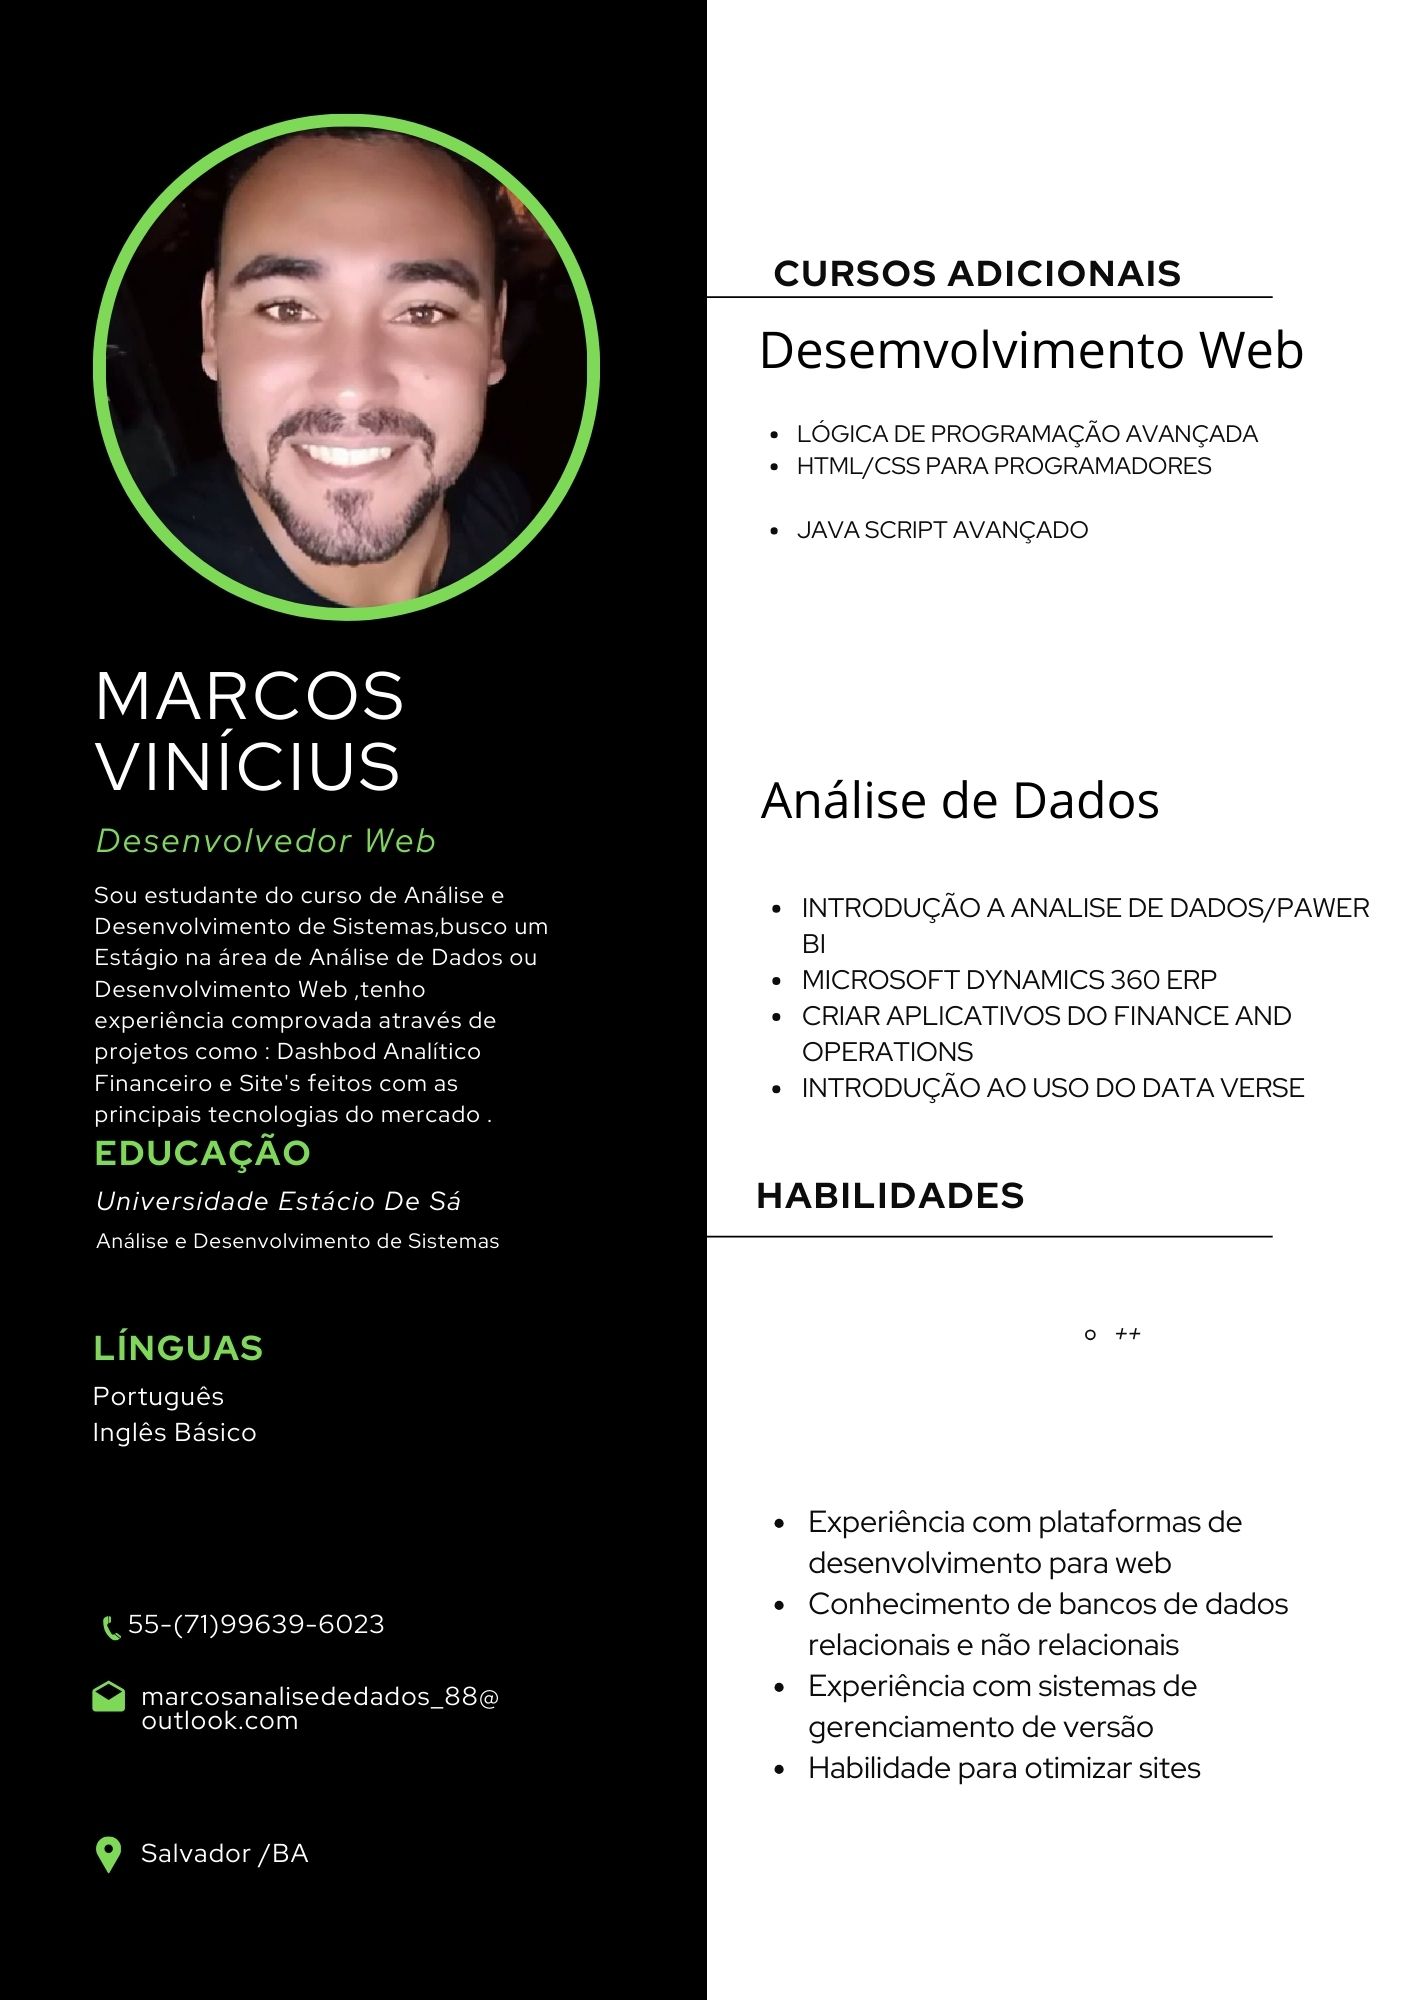 MARCOS
VINÍCIUS
Desenvolvedor Web
Sou estudante do curso de Análise e
Desenvolvimento de Sistemas,busco um
Estágio na área de Análise de Dados ou
Desenvolvimento Web ,tenho
experiência comprovada através de
projetos como : Dashbod Analítico
Financeiro e Site's feitos com as
principais tecnologias do mercado .
EDUCAÇÃO
Universidade Estácio De Sá
Análise e Desenvolvimento de Sistemas
LÍNGUAS
Português
Inglês Básico
55-(71)99639-6023
marcosanalisededados_88@
outlook.com
Salvador /BA
CURSOS ADICIONAIS
Desemvolvimento Web
• LÓGICA DE PROGRAMAÇÃO AVANÇADA
• HTML/CSS PARA PROGRAMADORES
• JAVA SCRIPT AVANÇADO
Análise de Dados
• INTRODUÇÃO A ANALISE DE DADOS/PAWER
BI
• MICROSOFT DYNAMICS 360 ERP
• CRIAR APLICATIVOS DO FINANCE AND
OPERATIONS
• INTRODUÇÃO AO USO DO DATA VERSE
HABILIDADES
○ ++
• Experiência com plataformas de
desenvolvimento para web
• Conhecimento de bancos de dados
relacionais e não relacionais
• Experiência com sistemas de
gerenciamento de versão
• Habilidade para otimizar sites